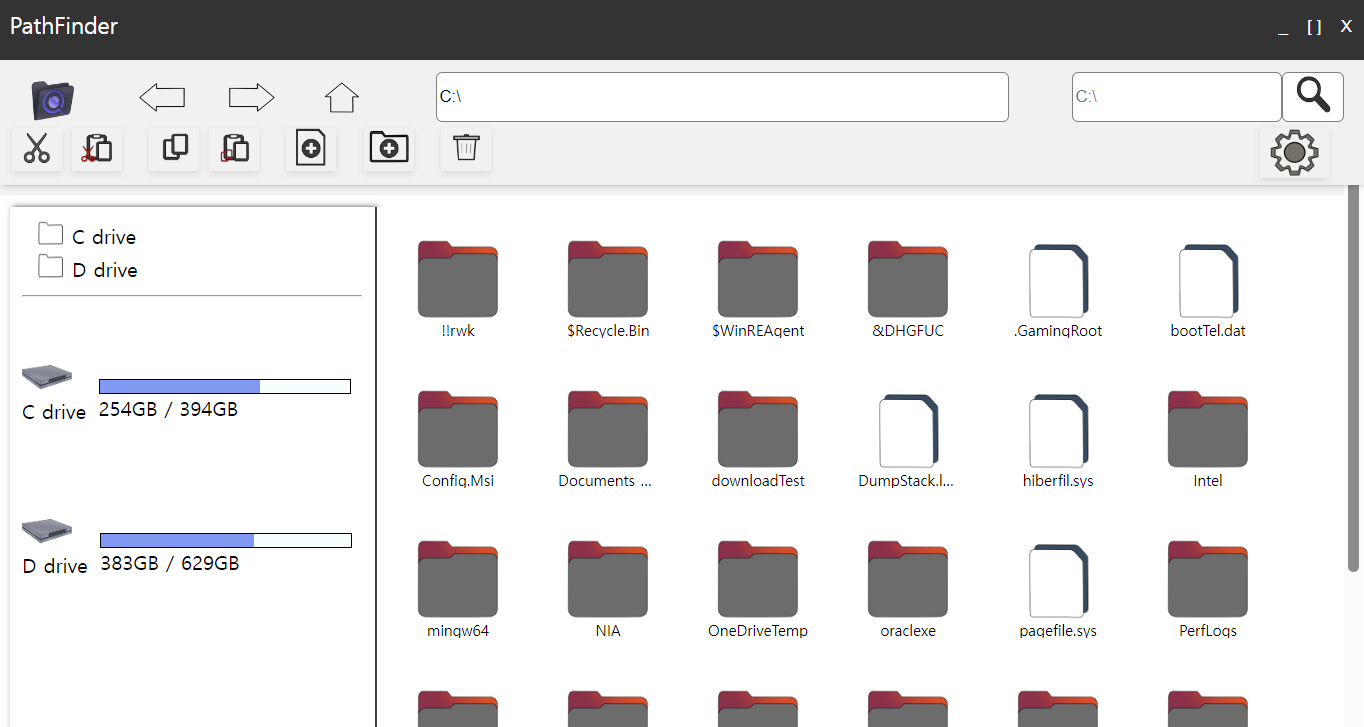 PathFinder
_ [] X
C:\ C:\
C drive
D drive
!!rwk $Recycle.Bin $WinREAgent &DHGFUC .GamingRoot bootTel.dat
C drive 254GB / 394GB
Config.Msi Documents ... downloadTest DumpStack.l... hiberfil.sys Intel
D drive 383GB / 629GB
mingw64 NIA OneDriveTemp oraclexe pagefile.sys PerfLogs